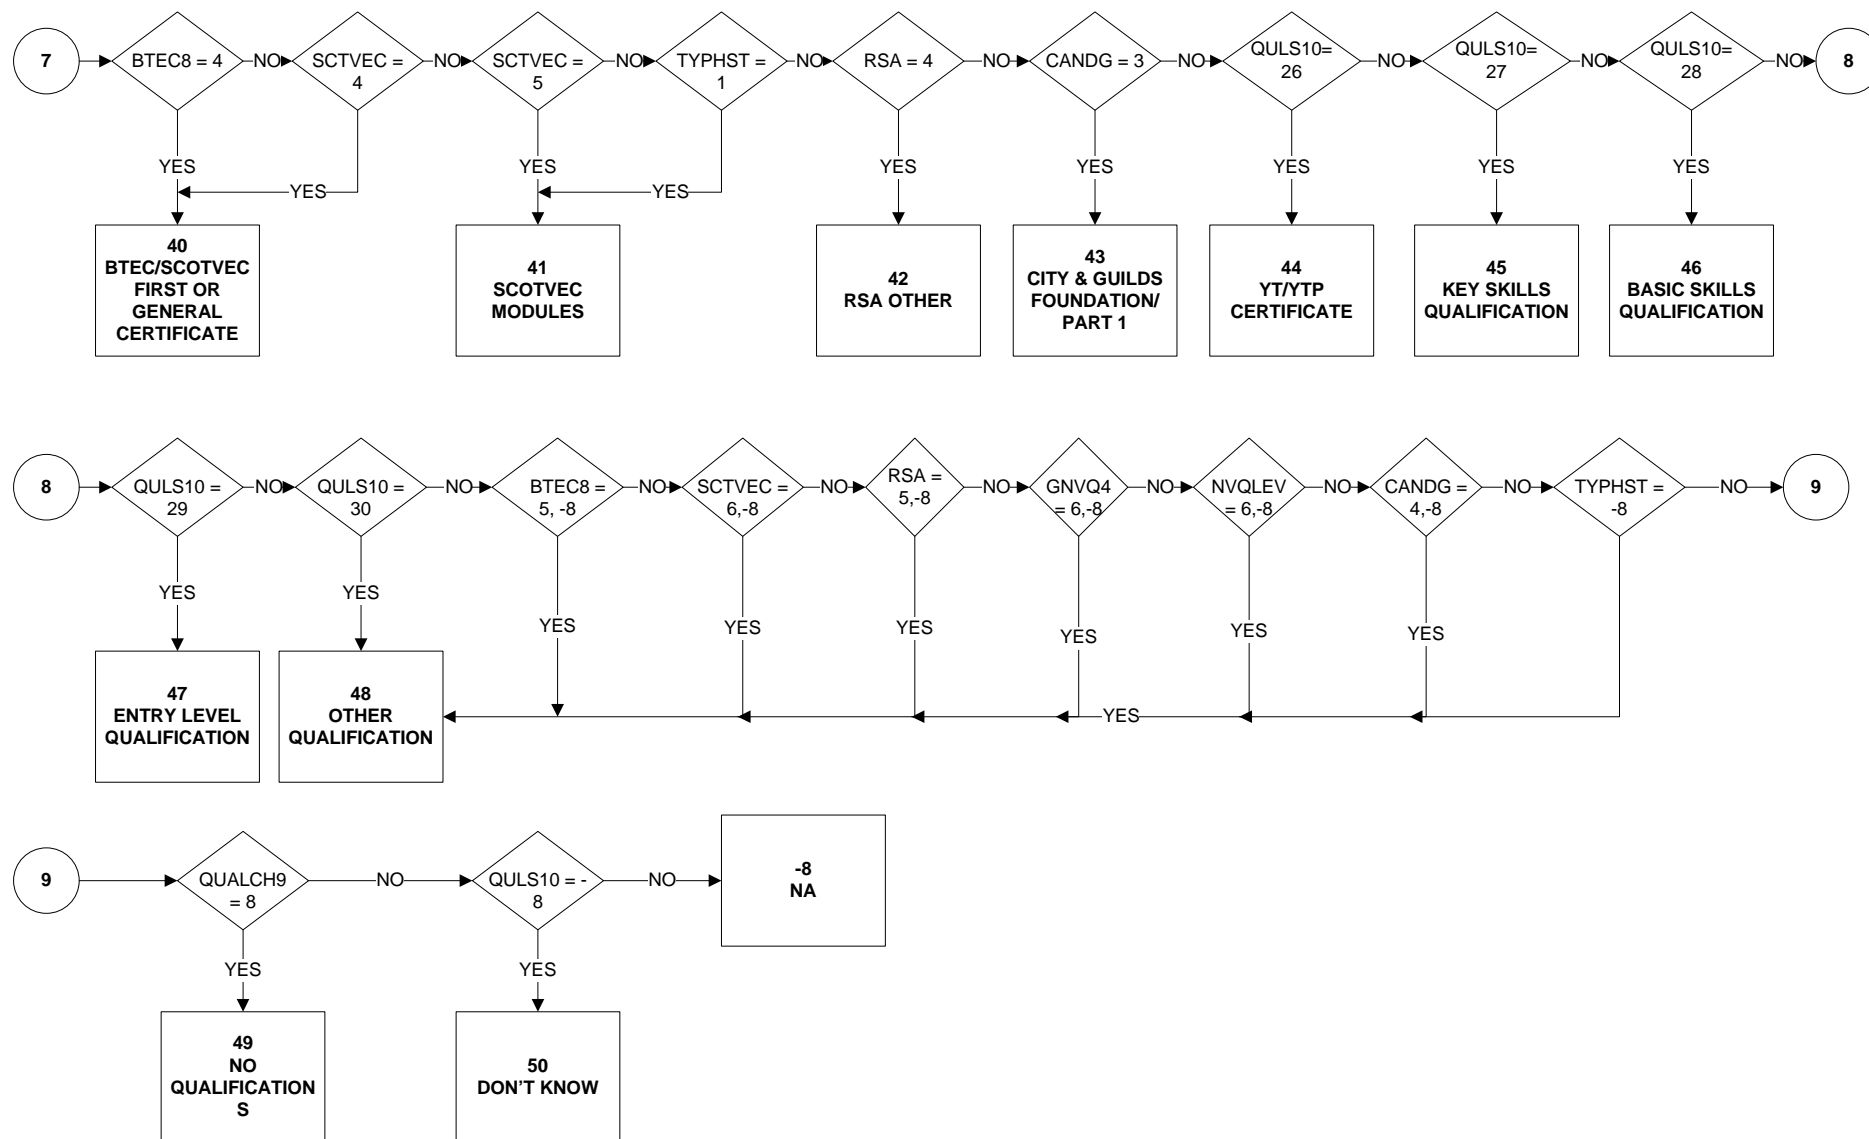 7
BTEC8 = 4
NO
SCTVEC =
4
NO
SCTVEC =
5
NO
TYPHST =
1
NO
RSA = 4
NO
CANDG = 3
NO
QULS10=
26
NO
QULS10=
27
NO
QULS10=
28
NO
8
YES
YES
YES
YES
YES
YES
YES
YES
YES
40
BTEC/SCOTVEC
FIRST OR
GENERAL
CERTIFICATE
41
SCOTVEC
MODULES
42
RSA OTHER
43
CITY & GUILDS
FOUNDATION/
PART 1
44
YT/YTP
CERTIFICATE
45
KEY SKILLS
QUALIFICATION
46
BASIC SKILLS
QUALIFICATION
8
QULS10 =
29
NO
QULS10 =
30
NO
BTEC8 =
5, -8
NO
SCTVEC =
6,-8
NO
RSA =
5,-8
NO
GNVQ4
= 6,-8
NO
NVQLEV
= 6,-8
NO
CANDG =
4,-8
NO
TYPHST =
-8
NO
9
YES
YES
YES
YES
YES
YES
YES
YES
YES
47
ENTRY LEVEL
QUALIFICATION
48
OTHER
QUALIFICATION
9
QUALCH9
= 8
NO
QULS10 = -
8
NO
-8
NA
YES
YES
49
NO
QUALIFICATION
S
50
DON'T KNOW